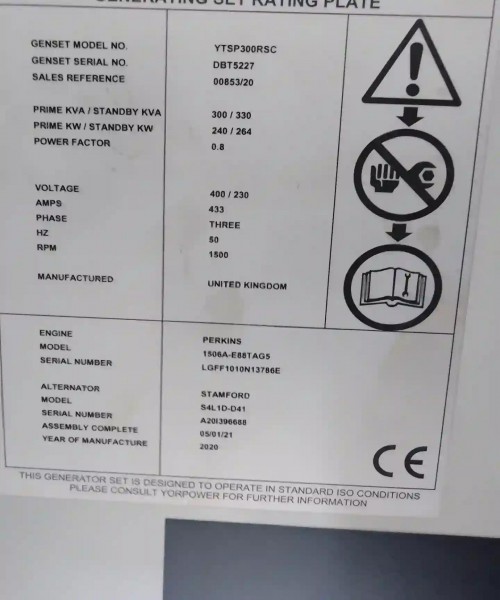 GENERATING SET RATING PLATE
GENSET MODEL NO. YTSP300RSC
GENSET SERIAL NO. DBT5227
SALES REFERENCE 00853/20
PRIME KVA / STANDBY KVA 300 / 330
PRIME KW / STANDBY KW 240 / 264
POWER FACTOR 0.8
VOLTAGE 400 / 230
AMPS 433
PHASE THREE
HZ 50
RPM 1500
MANUFACTURED UNITED KINGDOM
ENGINE PERKINS
MODEL 1506A-E88TAG5
SERIAL NUMBER LGFF1010N13786E
ALTERNATOR STAMFORD
MODEL S4L1D-D41
SERIAL NUMBER A20I396688
ASSEMBLY COMPLETE 05/01/21
YEAR OF MANUFACTURE 2020
CE
THIS GENERATOR SET IS DESIGNED TO OPERATE IN STANDARD ISO CONDITIONS
PLEASE CONSULT YORPOWER FOR FURTHER INFORMATION